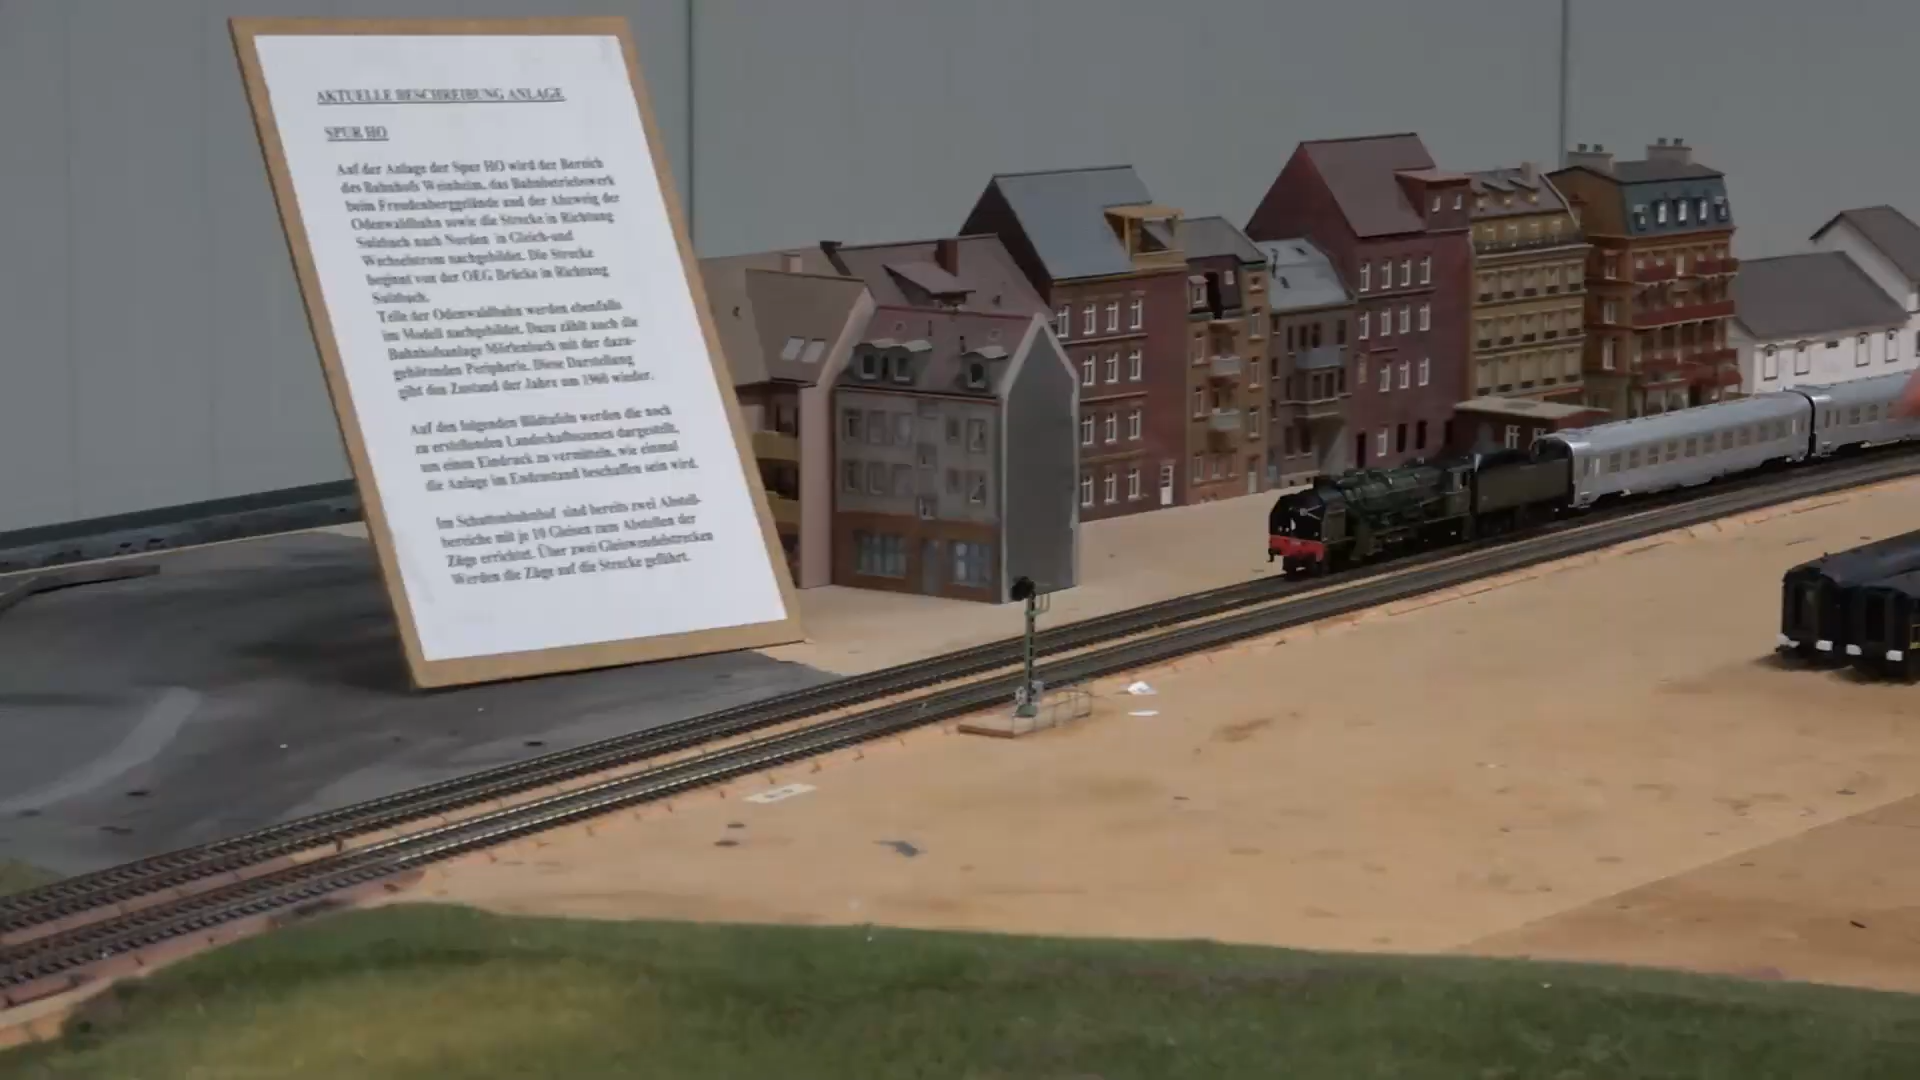 AKTUELLE BESCHREIBUNG ANLAGE
SPUR HO
Auf der Anlage der Spur HO wird der Bereich
des Bahnhofs Weinheim, das Bahnbetriebswerk
beim Freudenberggelände und der Abzweig der
Odenwaldbahn sowie die Strecke in Richtung
Sulzbach nach Norden in Gleich-und
Wechselstrom nachgebildet. Die Strecke
beginnt von der OEG Brücke in Richtung
Sulzbach.
Teile der Odenwaldbahn werden ebenfalls
im Modell nachgebildet. Dazu zählt auch die
Bahnhofsanlage Mörlenbach mit der dazu-
gehörenden Peripherie. Diese Darstellung
gibt den Zustand der Jahre um 1960 wieder.
Auf den folgenden Bildtafeln werden die noch
zu erstellenden Landschaftsszenen dargestellt,
um einen Eindruck zu vermitteln, wie einmal
die Anlage im Endzustand beschaffen sein wird.
Im Schattenbahnhof sind bereits zwei Abstell-
bereiche mit je 10 Gleisen zum Abstellen der
Züge errichtet. Über zwei Gleiswendelstrecken
Werden die Züge auf die Strecke geführt.